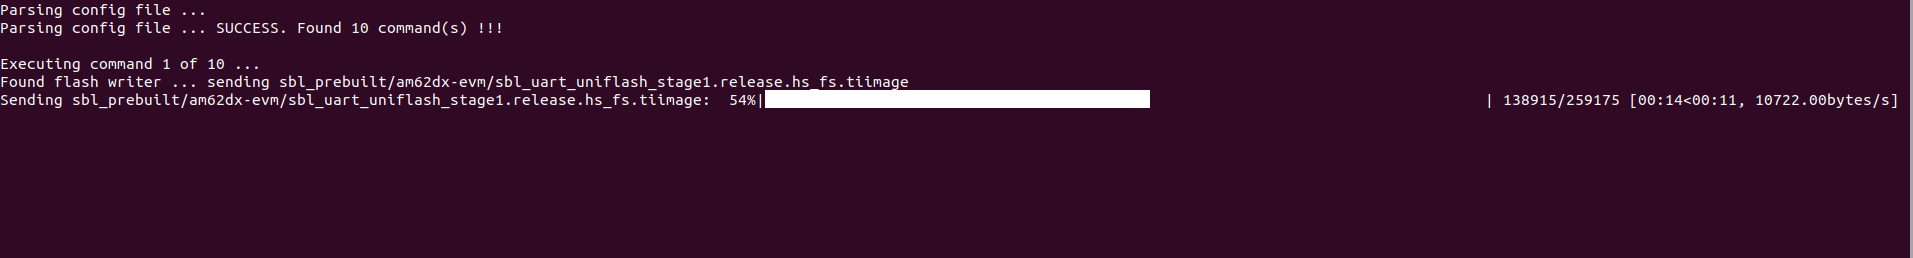 Parsing config file ...
Parsing config file ... SUCCESS. Found 10 command(s) !!!
Executing command 1 of 10 ...
Found flash writer ... sending sbl_prebuilt/am62dx-evm/sbl_uart_uniflash_stage1.release.hs_fs.tiimage
Sending sbl_prebuilt/am62dx-evm/sbl_uart_uniflash_stage1.release.hs_fs.tiimage:  54%| | 138915/259175 [00:14<00:11, 10722.00bytes/s]